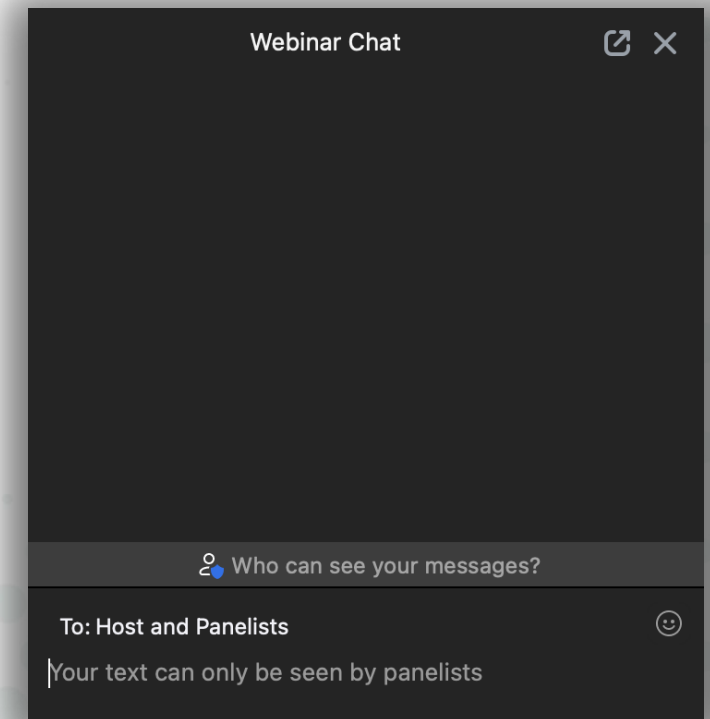 Webinar Chat
Who can see your messages?
To: Host and Panelists
Your text can only be seen by panelists